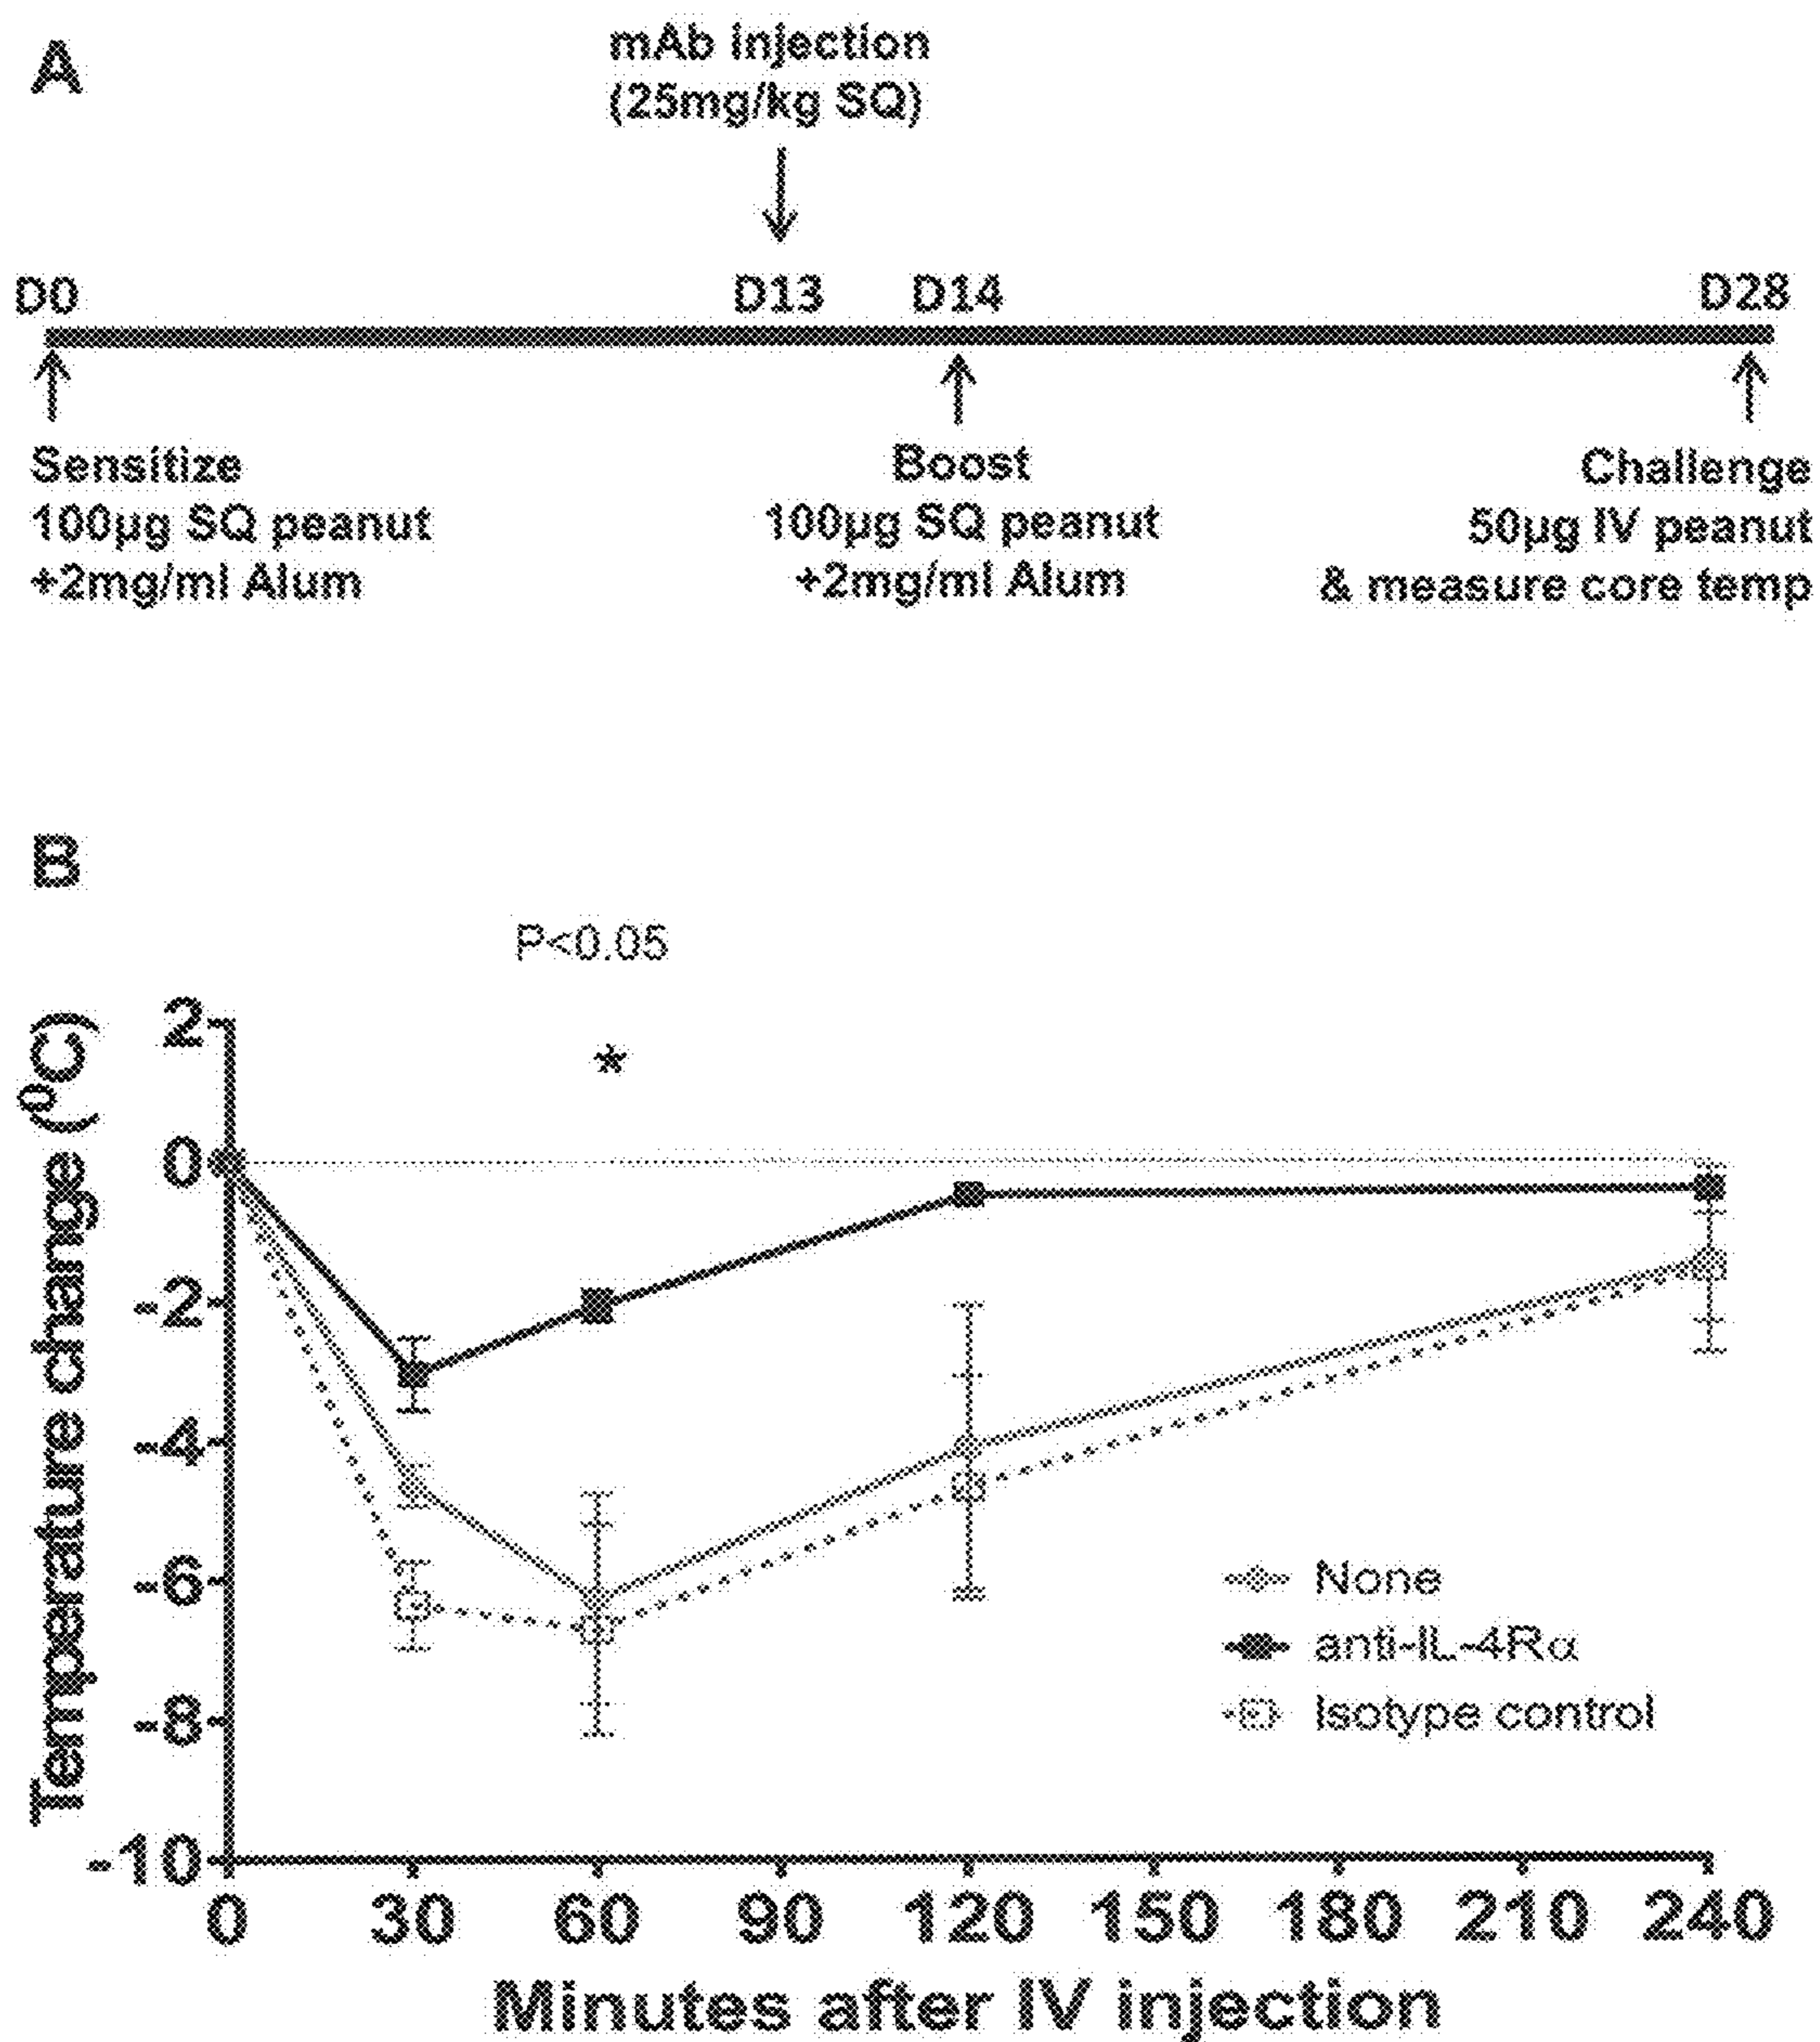 A
mAb injection
(25mg/kg SQ)
D0
D13
D14
D28
Sensitize
100µg SQ peanut
+2mg/ml Alum
Boost
100µg SQ peanut
+2mg/ml Alum
Challenge
50µg IV peanut
& measure core temp
B
P<0.05
*
Temperature change (⁰C)
2
0
-2
-4
-6
-8
-10
None
anti-IL-4Rα
Isotype control
0 30 60 90 120 150 180 210 240
Minutes after IV injection